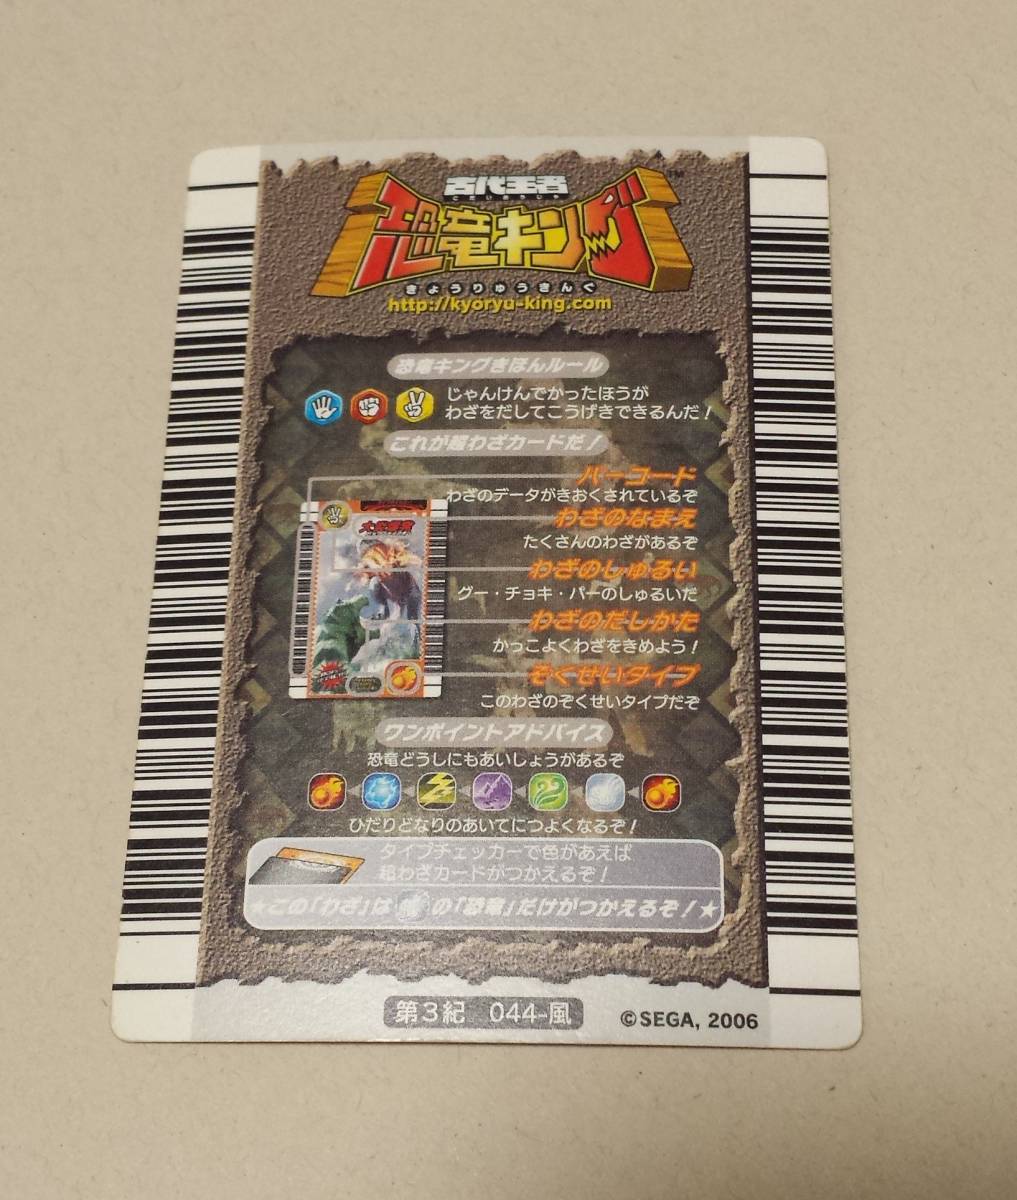 古代王者
こだいおうじゃ
恐竜キング
TM
きょうりゅうきんぐ
http://kyoryu-king.com
恐竜キングきほんルール
じゃんけんでかったほうが
わざをだしてこうげきできるんだ！
これが超わざカードだ！
バーコード
わざのデータがきおくされているぞ
わざのなまえ
たくさんのわざがあるぞ
わざのしゅるい
グー・チョキ・パーのしゅるいだ
わざのだしかた
かっこよくわざをきめよう！
ぞくせいタイプ
このわざのぞくせいタイプだぞ
ワンポイントアドバイス
恐竜どうしにもあいしょうがあるぞ
ひだりどなりのあいてにつよくなるぞ！
タイプチェッカーで色があえば
超わざカードがつかえるぞ！
★この「わざ」は の「恐竜」だけがつかえるぞ！★
第3紀 044-風
©SEGA, 2006